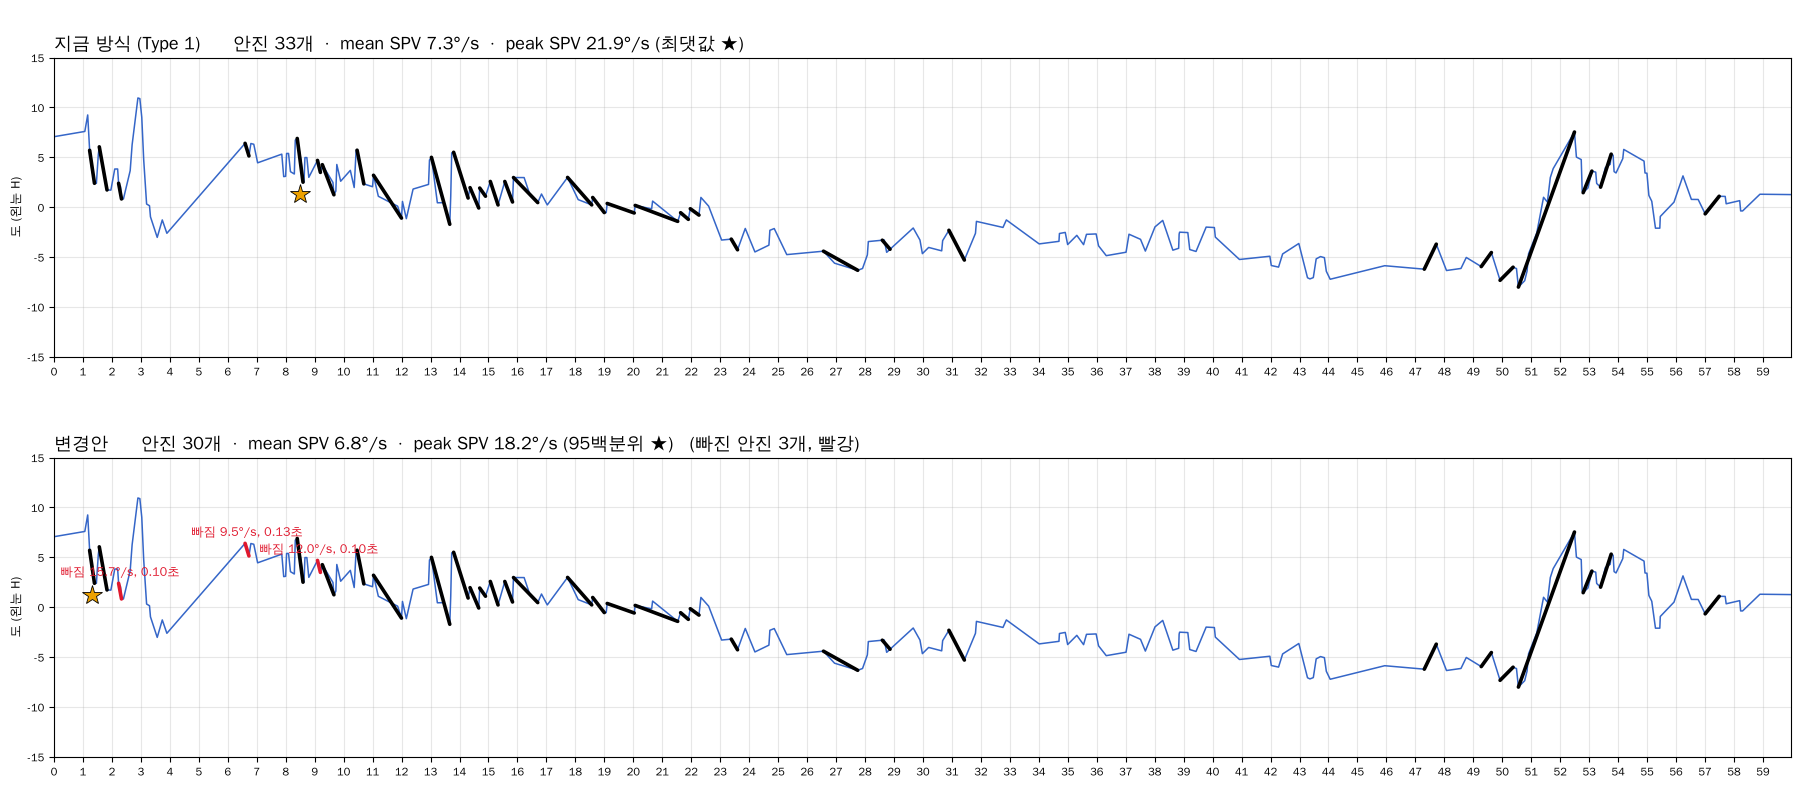 지금 방식 (Type 1) 안진 33개 · mean SPV 7.3°/s · peak SPV 21.9°/s (최댓값 ★)
15
10
5
0
-5
-10
-15
도 (왼눈 H)
0 1 2 3 4 5 6 7 8 9 10 11 12 13 14 15 16 17 18 19 20 21 22 23 24 25 26 27 28 29 30 31 32 33 34 35 36 37 38 39 40 41 42 43 44 45 46 47 48 49 50 51 52 53 54 55 56 57 58 59
변경안 안진 30개 · mean SPV 6.8°/s · peak SPV 18.2°/s (95백분위 ★) (빠진 안진 3개, 빨강)
15
10
5
0
-5
-10
-15
도 (왼눈 H)
빠짐 9.5°/s, 0.13초
빠짐 12.0°/s, 0.10초
빠짐 7°/s, 0.10초
0 1 2 3 4 5 6 7 8 9 10 11 12 13 14 15 16 17 18 19 20 21 22 23 24 25 26 27 28 29 30 31 32 33 34 35 36 37 38 39 40 41 42 43 44 45 46 47 48 49 50 51 52 53 54 55 56 57 58 59